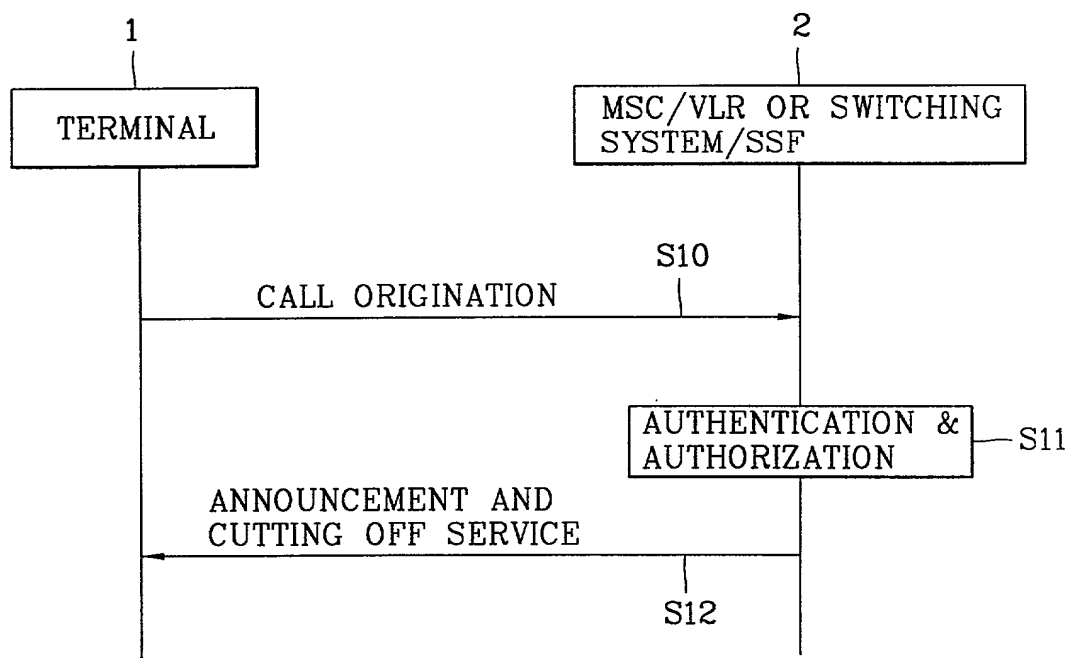 1
2
TERMINAL
MSC/VLR OR SWITCHING
SYSTEM/SSF
S10
CALL ORIGINATION
AUTHENTICATION &
AUTHORIZATION
S11
ANNOUNCEMENT AND
CUTTING OFF SERVICE
S12